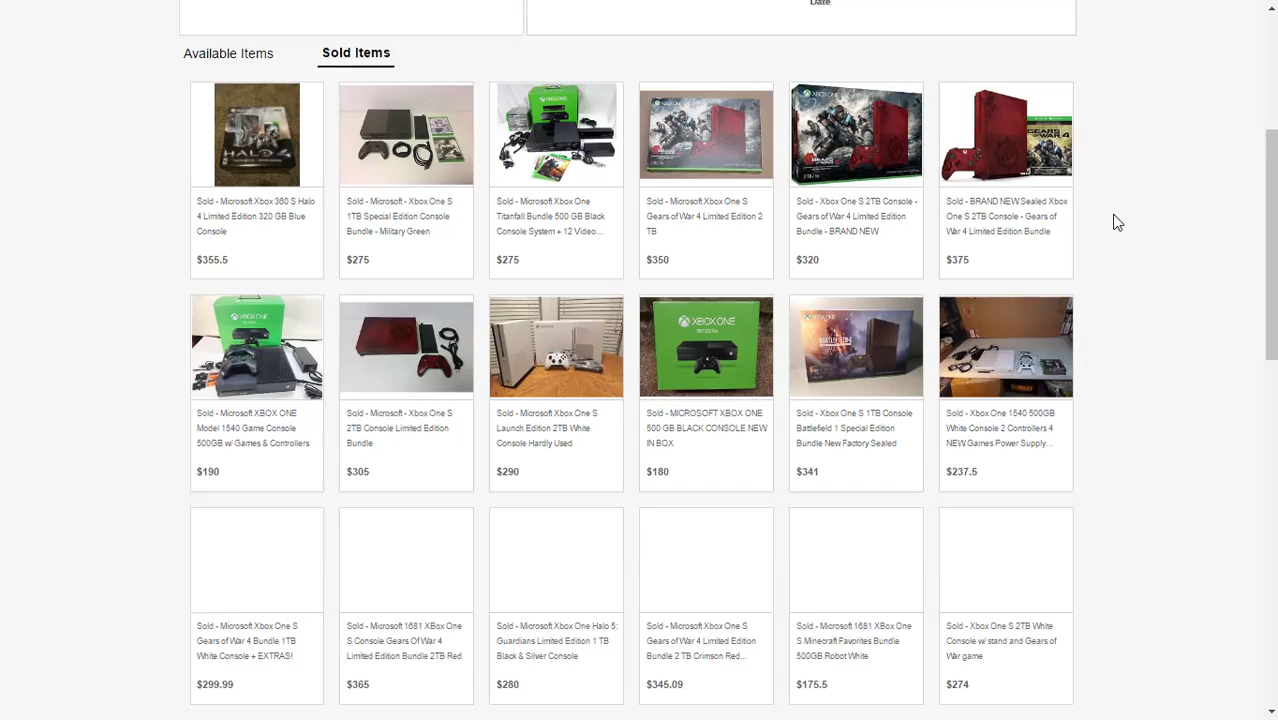 Date
Available Items
Sold Items
Sold - Microsoft Xbox 360 S Halo
4 Limited Edition 320 GB Blue
Console
$355.5
Sold - Microsoft - Xbox One S
1TB Special Edition Console
Bundle - Military Green
$275
Sold - Microsoft Xbox One
Titanfall Bundle 500 GB Black
Console System + 12 Video...
$275
Sold - Microsoft Xbox One S
Gears of War 4 Limited Edition 2
TB
$350
Sold - Xbox One S 2TB Console -
Gears of War 4 Limited Edition
Bundle - BRAND NEW
$320
Sold - BRAND NEW Sealed Xbox
One S 2TB Console - Gears of
War 4 Limited Edition Bundle
$375
Sold - Microsoft XBOX ONE
Model 1540 Game Console
500GB w/ Games & Controllers
$190
Sold - Microsoft - Xbox One S
2TB Console Limited Edition
Bundle
$305
Sold - Microsoft Xbox One S
Launch Edition 2TB White
Console Hardly Used
$290
Sold - MICROSOFT XBOX ONE
500 GB BLACK CONSOLE NEW
IN BOX
$180
Sold - Xbox One S 1TB Console
Battlefield 1 Special Edition
Bundle New Factory Sealed
$341
Sold - Xbox One 1540 500GB
White Console 2 Controllers 4
NEW Games Power Supply...
$237.5
Sold - Microsoft Xbox One S
Gears of War 4 Bundle 1TB
White Console + EXTRAS!
$299.99
Sold - Microsoft 1681 XBox One
S Console Gears Of War 4
Limited Edition Bundle 2TB Red
$365
Sold - Microsoft Xbox One Halo 5:
Guardians Limited Edition 1 TB
Black & Silver Console
$280
Sold - Microsoft Xbox One S
Gears of War 4 Limited Edition
Bundle 2 TB Crimson Red...
$345.09
Sold - Microsoft 1681 XBox One
S Minecraft Favorites Bundle
500GB Robot White
$175.5
Sold - Xbox One S 2TB White
Console w/ stand and Gears of
War game
$274